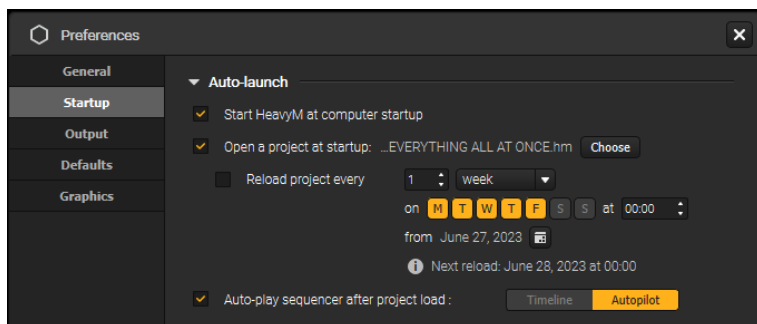 Preferences
General
Startup
Output
Defaults
Graphics
Auto-launch
Start HeavyM at computer startup
Open a project at startup: ...EVERYTHING ALL AT ONCE.hm Choose
Reload project every 1 week
on M T W T F S S at 00:00
from June 27, 2023
Next reload: June 28, 2023 at 00:00
Auto-play sequencer after project load : Timeline Autopilot